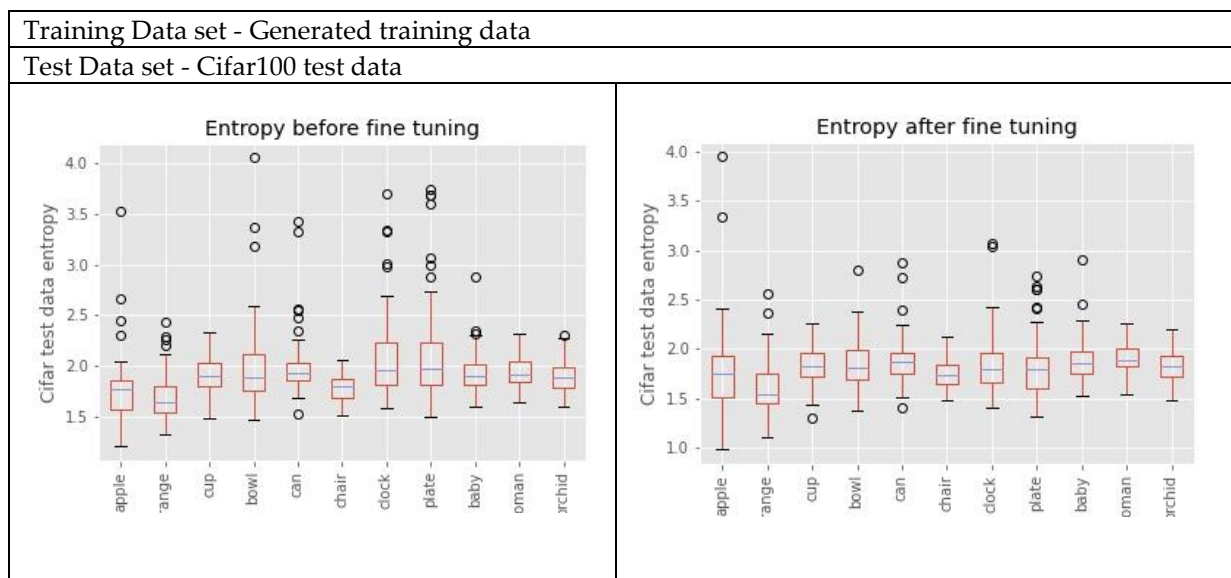 Training Data set - Generated training data
Test Data set - Cifar100 test data
Entropy before fine tuning
Cifar test data entropy
4.0
3.5
3.0
2.5
2.0
1.5
apple
range
cup
bowl
can
chair
clock
plate
baby
oman
rchid
Entropy after fine tuning
Cifar test data entropy
4.0
3.5
3.0
2.5
2.0
1.5
1.0
apple
range
cup
bowl
can
chair
clock
plate
baby
oman
rchid